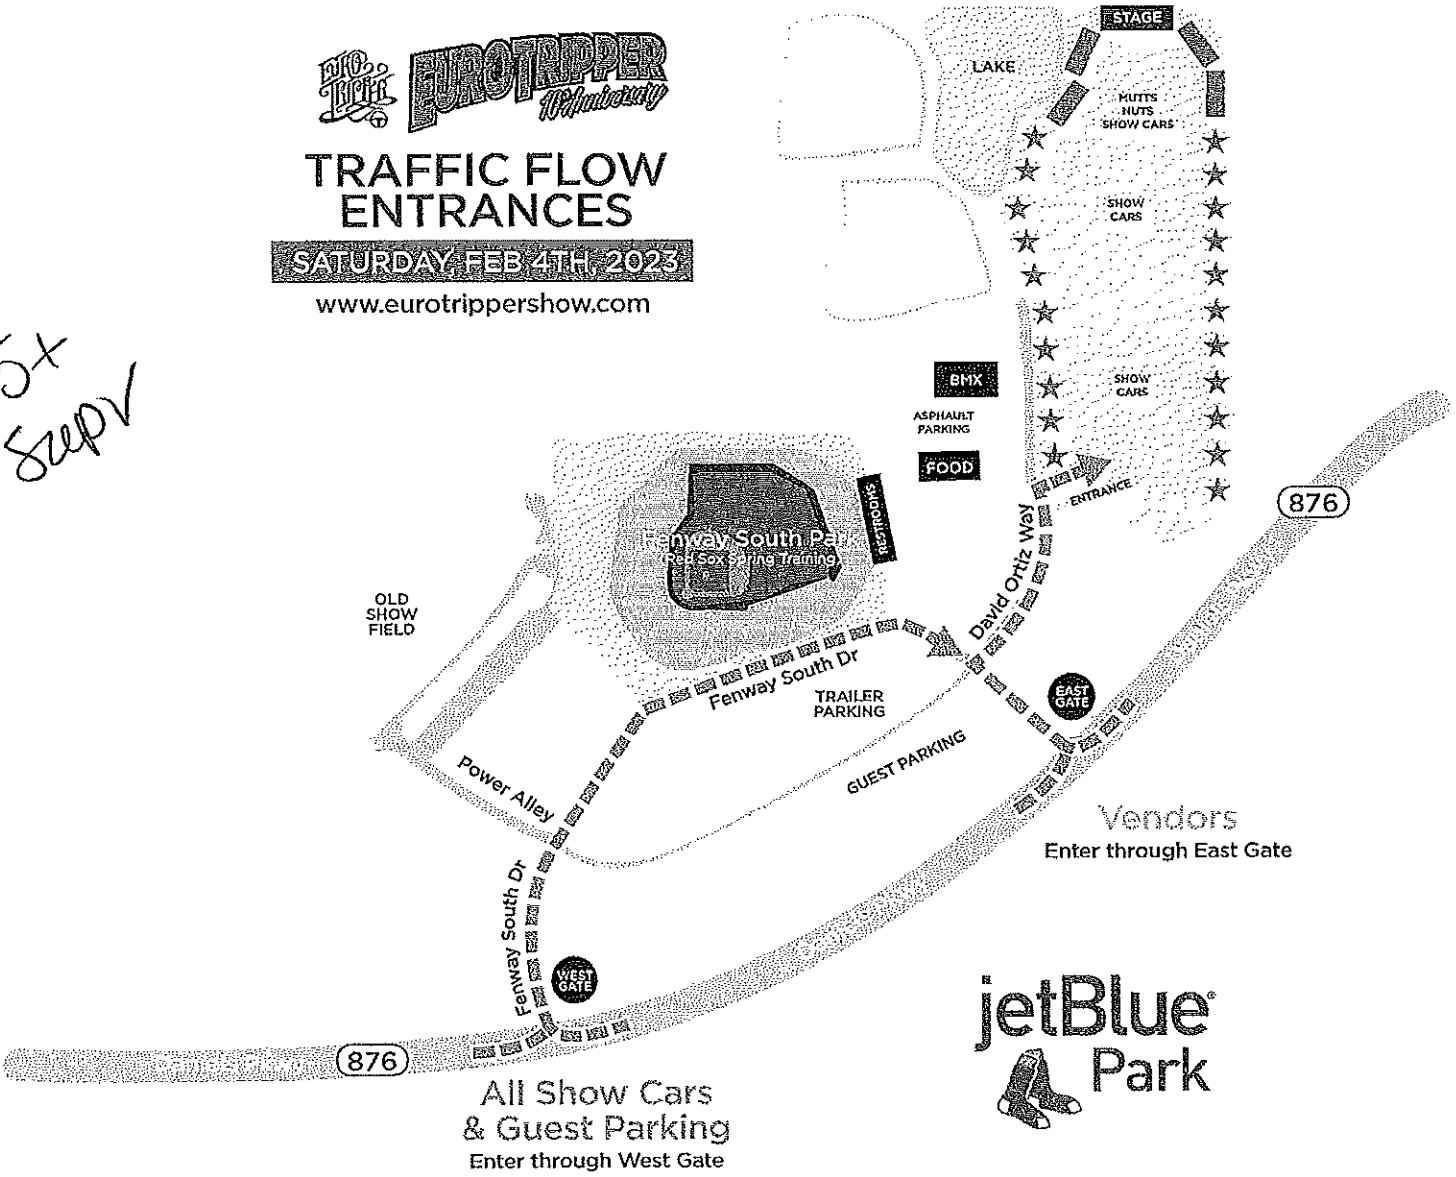 EUROTRIPPER
10th Anniversary
TRAFFIC FLOW
ENTRANCES
SATURDAY, FEB 4TH, 2023
www.eurotrippershow.com
STAGE
LAKE
MUTTS
NUTS
SHOW CARS
SHOW
CARS
BMX
SHOW
CARS
ASPHAULT
PARKING
FOOD
ENTRANCE
876
RESTROOMS
Fenway South Park
(Red Sox Spring Training)
David Ortiz Way
OLD
SHOW
FIELD
Fenway South Dr
TRAILER
PARKING
EAST
GATE
GUEST PARKING
Power Alley
Vendors
Enter through East Gate
Fenway South Dr
WEST
GATE
876
jetBlue
Park
All Show Cars
& Guest Parking
Enter through West Gate